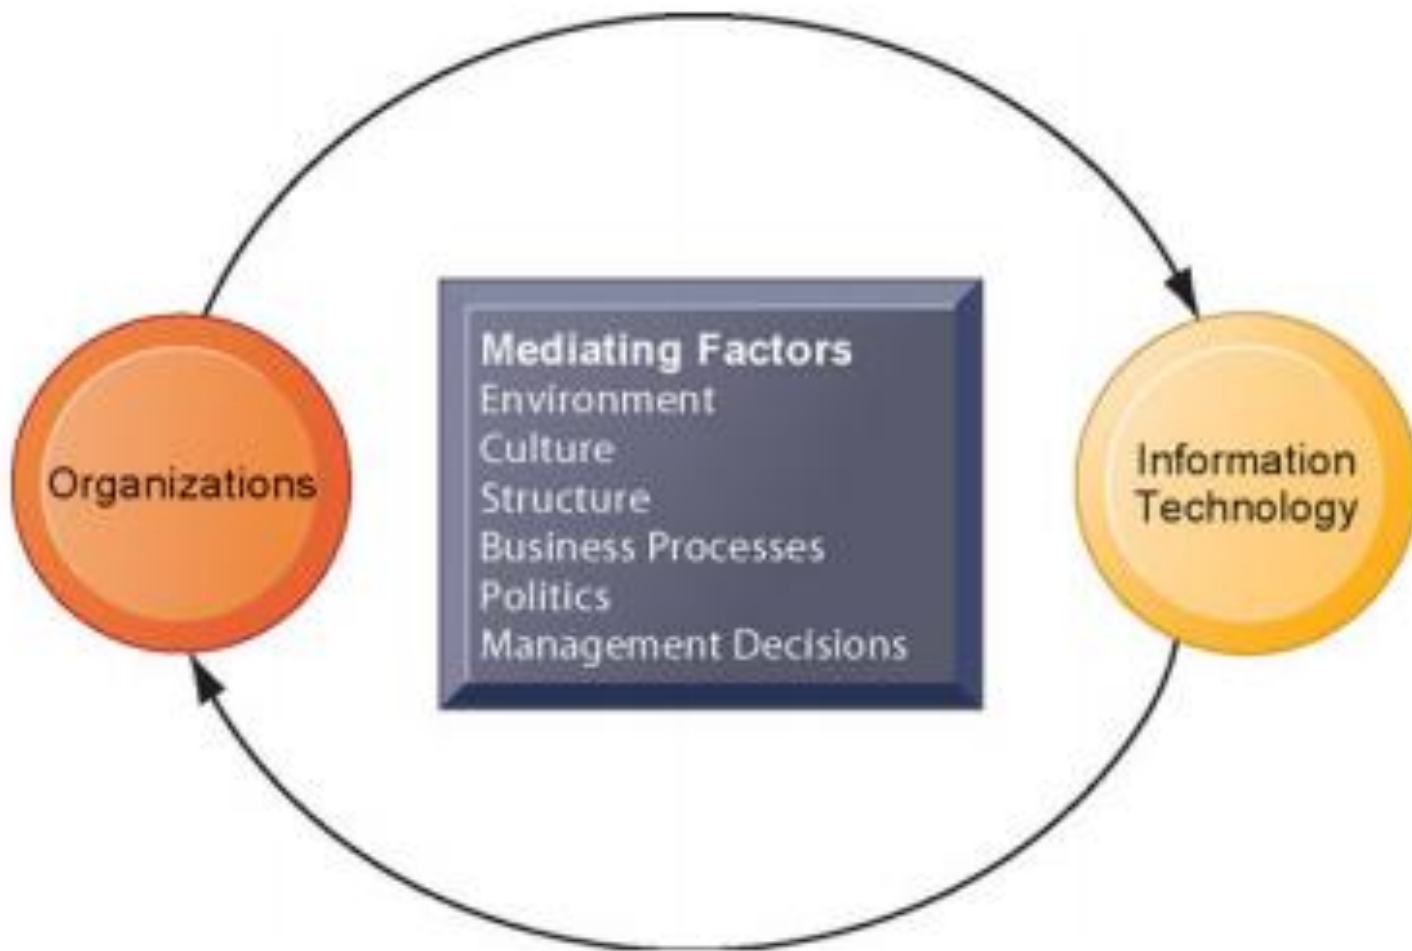 Organizations
Mediating Factors
Environment
Culture
Structure
Business Processes
Politics
Management Decisions
Information
Technology